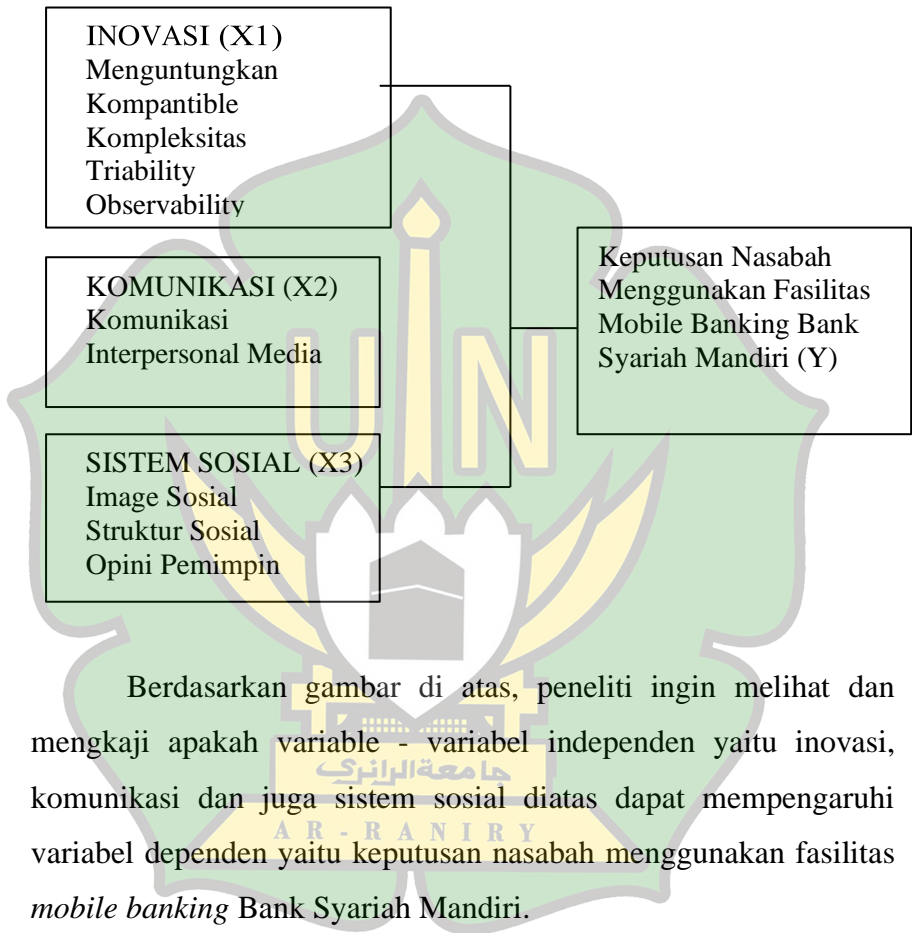 INOVASI (X1)
Menguntungkan
Kompantible
Kompleksitas
Triability
Observability
KOMUNIKASI (X2)
Komunikasi
Interpersonal Media
SISTEM SOSIAL (X3)
Image Sosial
Struktur Sosial
Opini Pemimpin
Keputusan Nasabah
Menggunakan Fasilitas
Mobile Banking Bank
Syariah Mandiri (Y)
UIN
Berdasarkan gambar di atas, peneliti ingin melihat dan
mengkaji apakah variable - variabel independen yaitu inovasi,
جامعة الرانري
komunikasi dan juga sistem sosial diatas dapat mempengaruhi
AR-RANIRY
variabel dependen yaitu keputusan nasabah menggunakan fasilitas
mobile banking Bank Syariah Mandiri.